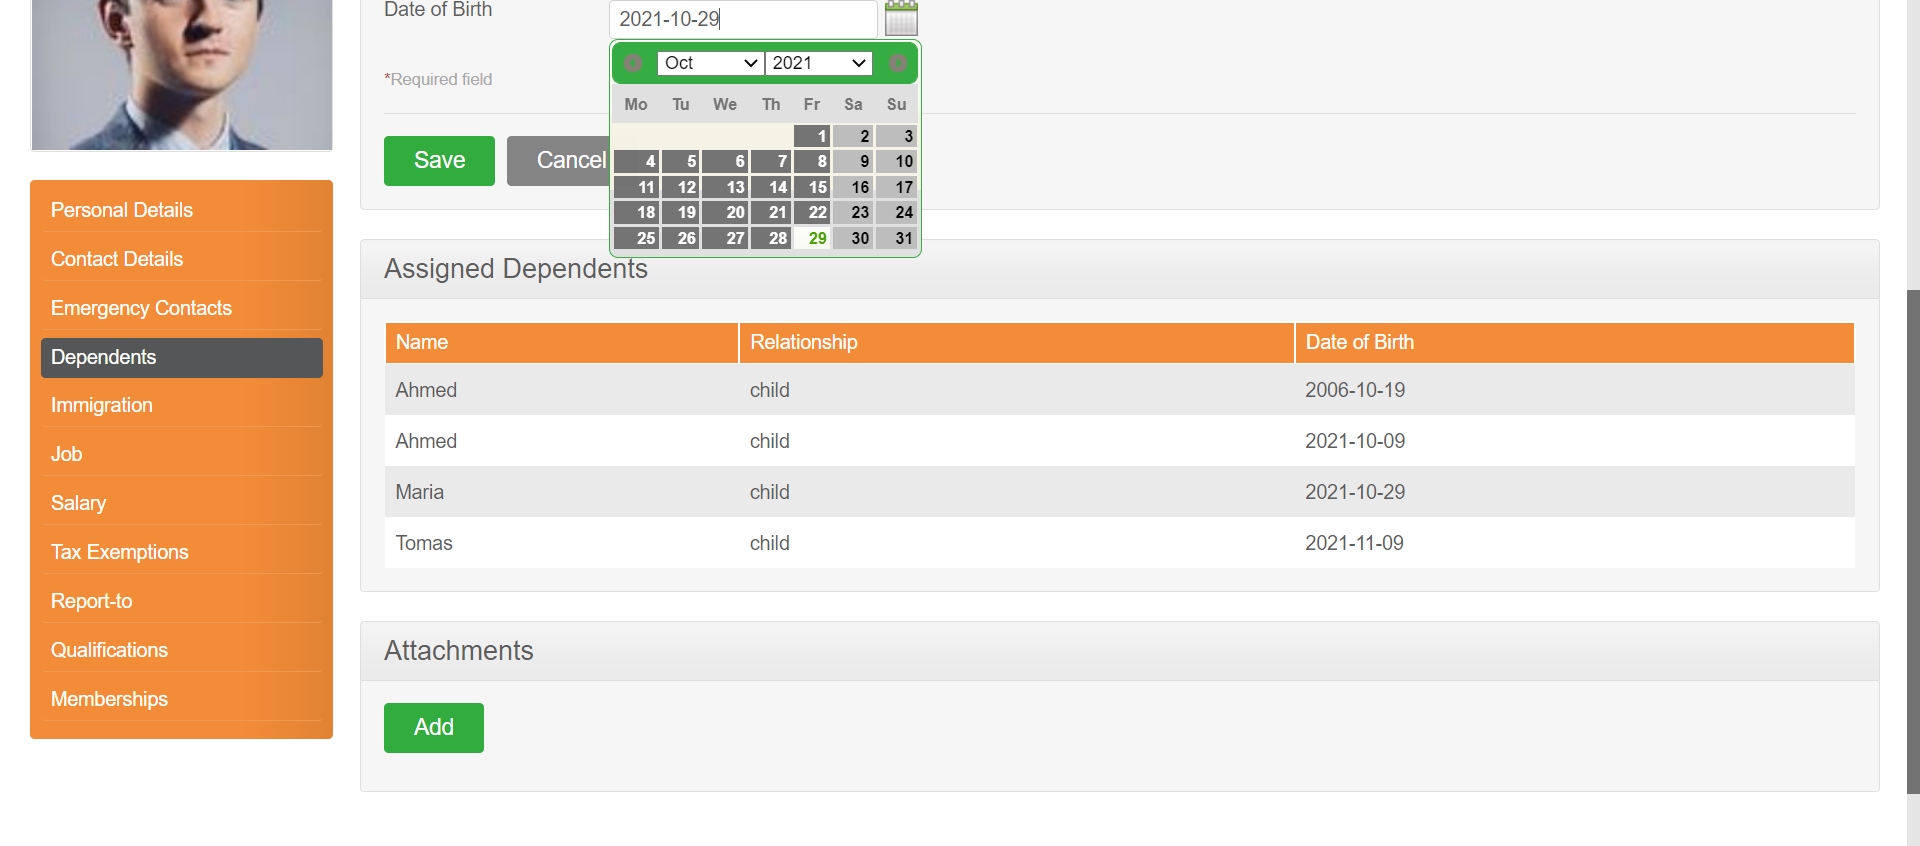 Date of Birth
2021-10-29
Oct 2021
*Required field
Mo Tu We Th Fr Sa Su
1 2 3
4 5 6 7 8 9 10
11 12 13 14 15 16 17
18 19 20 21 22 23 24
25 26 27 28 29 30 31
Save Cancel
Personal Details
Contact Details
Emergency Contacts
Dependents
Immigration
Job
Salary
Tax Exemptions
Report-to
Qualifications
Memberships
Assigned Dependents
Name Relationship Date of Birth
Ahmed child 2006-10-19
Ahmed child 2021-10-09
Maria child 2021-10-29
Tomas child 2021-11-09
Attachments
Add